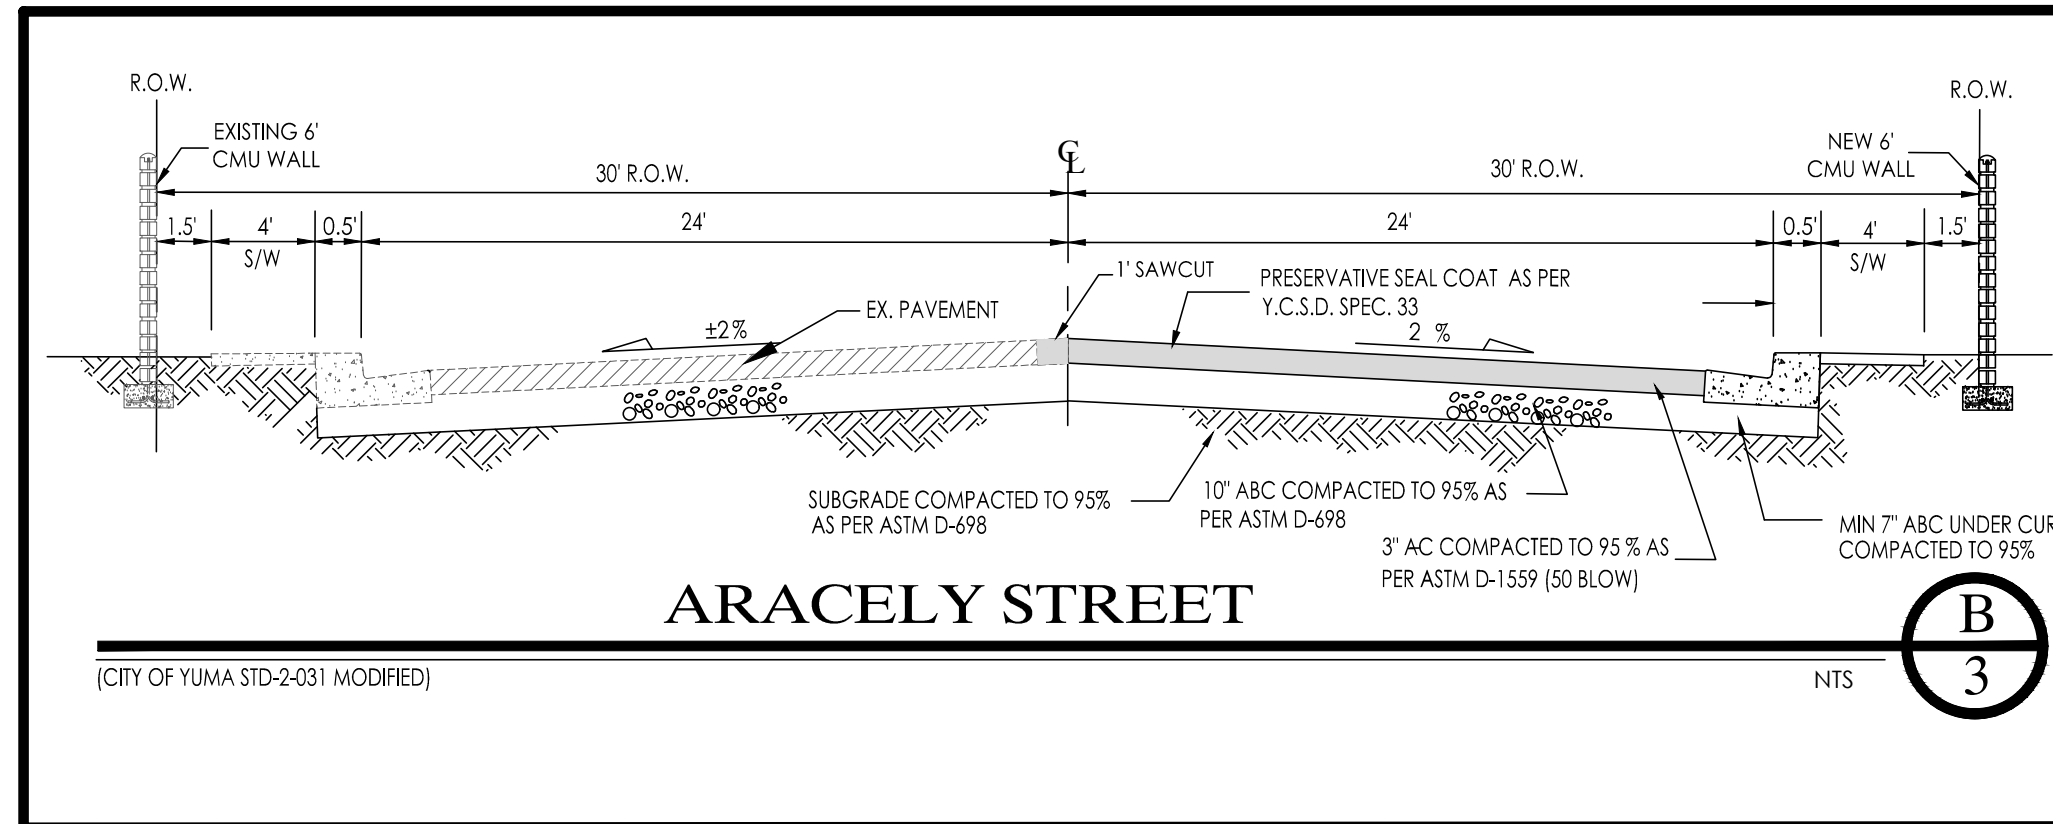 R.O.W.
R.O.W.
EXISTING 6'
CMU WALL
NEW 6'
CMU WALL
CL
30' R.O.W.
30' R.O.W.
1.5'
4'
S/W
0.5'
24'
24'
0.5'
4'
S/W
1.5'
1' SAWCUT
PRESERVATIVE SEAL COAT AS PER
Y.C.S.D. SPEC. 33
EX. PAVEMENT
±2%
2 %
SUBGRADE COMPACTED TO 95%
AS PER ASTM D-698
10" ABC COMPACTED TO 95% AS
PER ASTM D-698
3" AC COMPACTED TO 95 % AS
PER ASTM D-1559 (50 BLOW)
MIN 7" ABC UNDER CUR
COMPACTED TO 95%
ARACELY STREET
B
3
(CITY OF YUMA STD-2-031 MODIFIED)
NTS